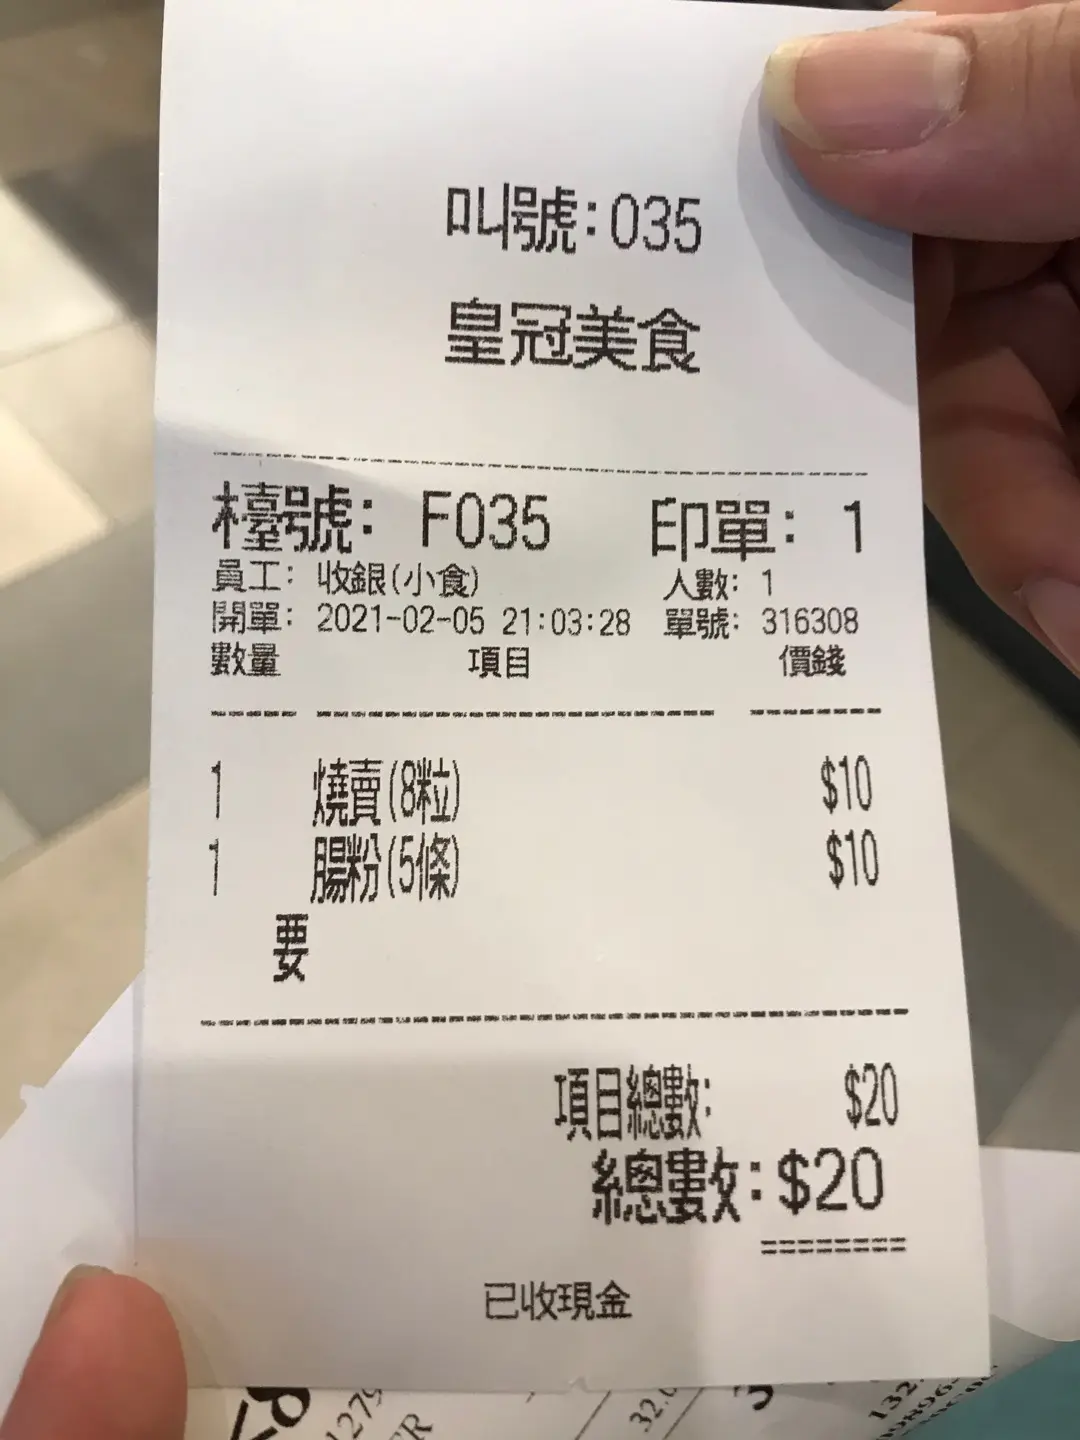 叫號:035
皇冠美食
檯號: F035 印單: 1
員工: 收銀(小食) 人數: 1
開單: 2021-02-05 21:03:28 單號: 316308
數量 項目 價錢
1 燒賣(8粒) $10
1 腸粉(5條) $10
要
項目總數: $20
總數:$20
========
已收現金
1279
32.
132.